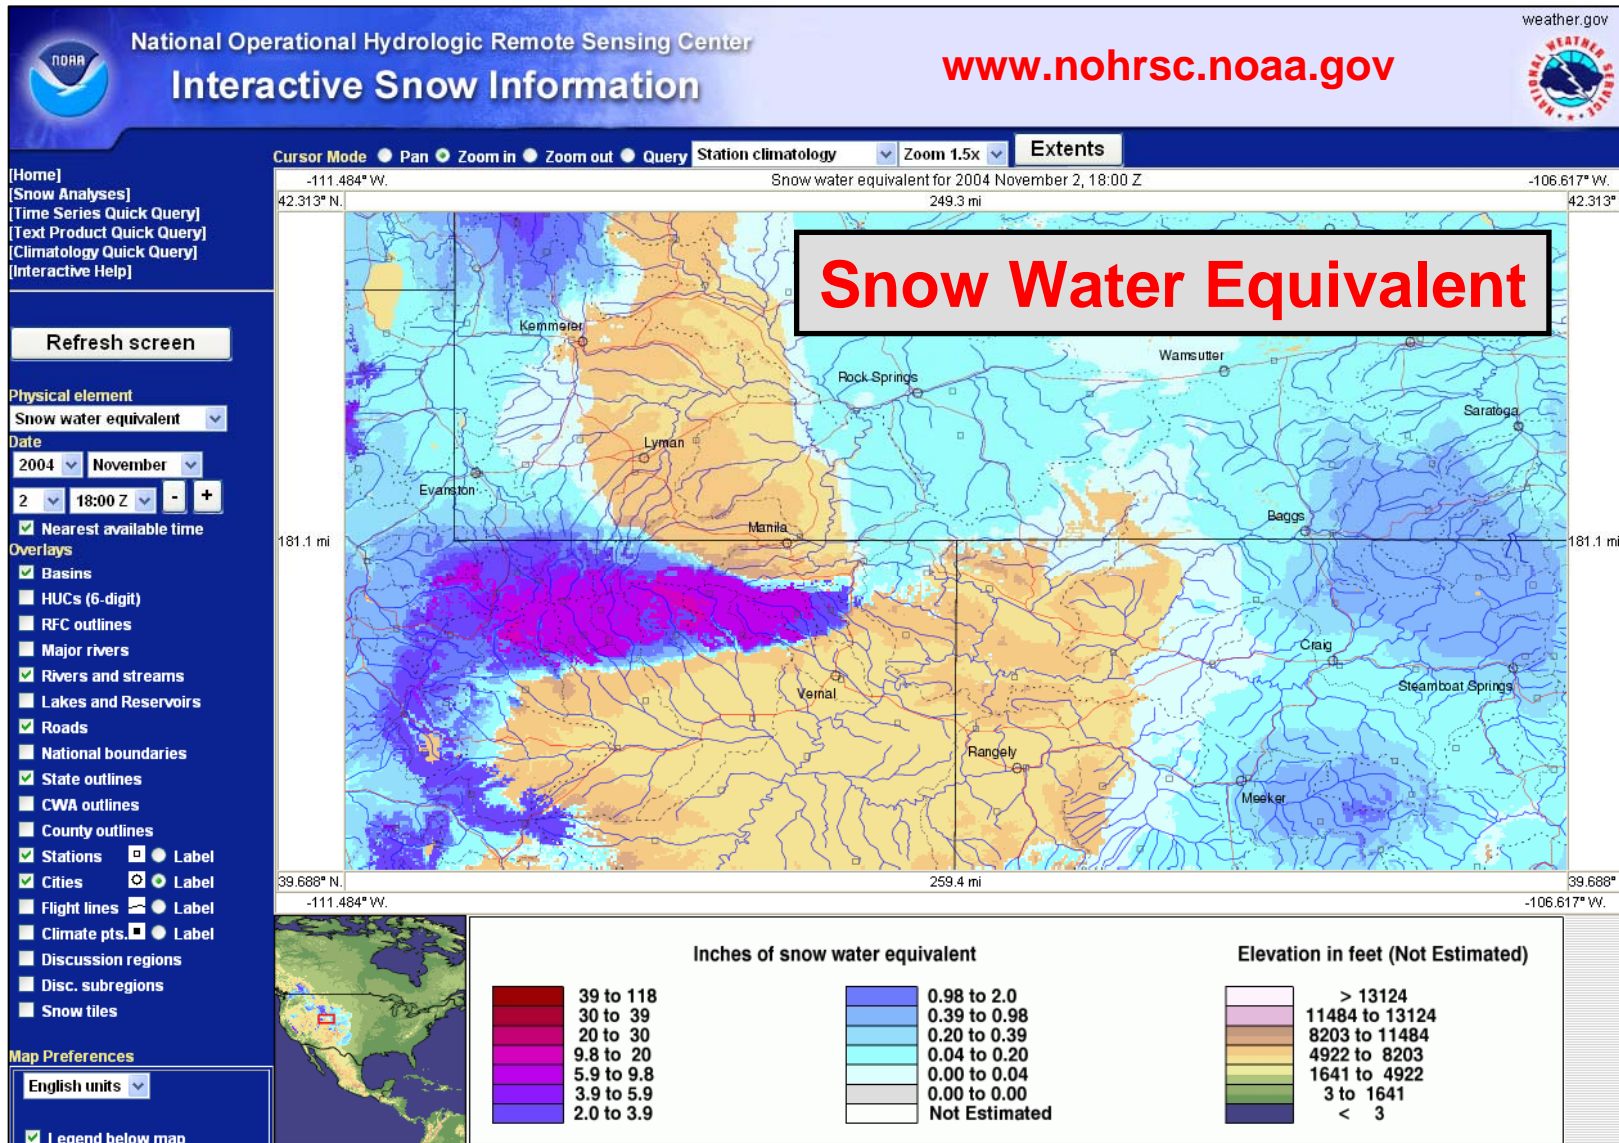 weather.gov
NOAA
National Operational Hydrologic Remote Sensing Center
Interactive Snow Information
www.nohrsc.noaa.gov
NATIONAL WEATHER SERVICE
Cursor Mode Pan Zoom in Zoom out Query Station climatology Zoom 1.5x Extents
[Home]
[Snow Analyses]
[Time Series Quick Query]
[Text Product Quick Query]
[Climatology Quick Query]
[Interactive Help]
Refresh screen
Physical element
Snow water equivalent
Date
2004 November
2 18:00 Z - +
Nearest available time
Overlays
Basins
HUCs (6-digit)
RFC outlines
Major rivers
Rivers and streams
Lakes and Reservoirs
Roads
National boundaries
State outlines
CWA outlines
County outlines
Stations Label
Cities Label
Flight lines Label
Climate pts. Label
Discussion regions
Disc. subregions
Snow tiles
Map Preferences
English units
Legend below map
-111.484° W. Snow water equivalent for 2004 November 2, 18:00 Z -106.617° W.
42.313° N. 249.3 mi 42.313°
Snow Water Equivalent
Kemmerer
Wamsutter
Rock Springs
Saratoga
Lyman
Evanston
Manila
Baggs
181.1 mi 181.1 mi
Craig
Steamboat Springs
Vernal
Rangely
Meeker
39.688° N. 259.4 mi 39.688°
-111.484° W. -106.617° W.
Inches of snow water equivalent
39 to 118
30 to 39
20 to 30
9.8 to 20
5.9 to 9.8
3.9 to 5.9
2.0 to 3.9
0.98 to 2.0
0.39 to 0.98
0.20 to 0.39
0.04 to 0.20
0.00 to 0.04
0.00 to 0.00
Not Estimated
Elevation in feet (Not Estimated)
> 13124
11484 to 13124
8203 to 11484
4922 to 8203
1641 to 4922
3 to 1641
< 3